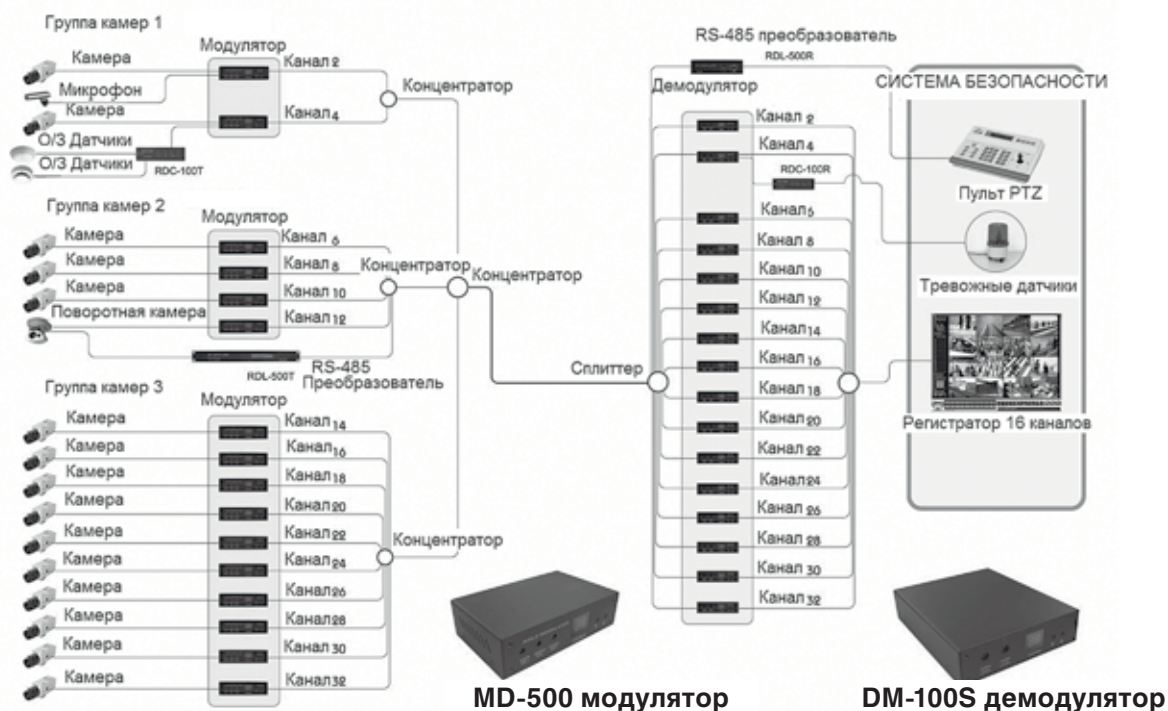 Группа камер 1
Камера
Микрофон
Камера
О/З Датчики
О/З Датчики
RDC-100T
Модулятор
Канал 2
Канал 4
Концентратор
Группа камер 2
Камера
Камера
Камера
Поворотная камера
Модулятор
Канал 6
Канал 8
Канал 10
Канал 12
Концентратор
Концентратор
RDL-500T
RS-485
Преобразователь
Группа камер 3
Камера
Камера
Камера
Камера
Камера
Камера
Камера
Камера
Камера
Камера
Модулятор
Канал 14
Канал 16
Канал 18
Канал 20
Канал 22
Канал 24
Канал 26
Канал 28
Канал 30
Канал 32
Концентратор
Сплиттер
RS-485 преобразователь
RDL-500R
Демодулятор
Канал 2
Канал 4
RDC-100R
Канал 5
Канал 8
Канал 10
Канал 12
Канал 14
Канал 16
Канал 18
Канал 20
Канал 22
Канал 24
Канал 26
Канал 28
Канал 30
Канал 32
СИСТЕМА БЕЗОПАСНОСТИ
Пульт PTZ
Тревожные датчики
Регистратор 16 каналов
MD-500 модулятор
DM-100S демодулятор